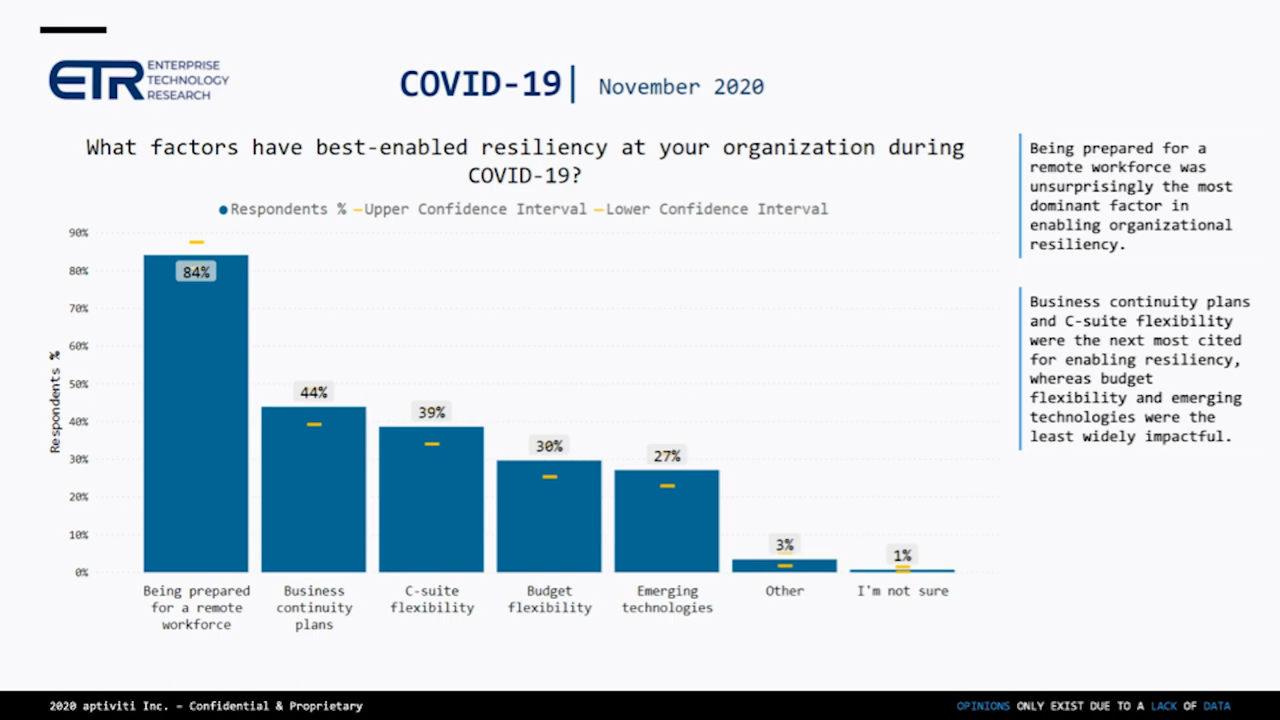 ETR
ENTERPRISE
TECHNOLOGY
RESEARCH
COVID-19 | November 2020
What factors have best-enabled resiliency at your organization during
COVID-19?
Respondents % Upper Confidence Interval Lower Confidence Interval
Respondents %
90%
80%
70%
60%
50%
40%
30%
20%
10%
0%
84%
44%
39%
30%
27%
3%
1%
Being prepared
for a remote
workforce
Business
continuity
plans
C-suite
flexibility
Budget
flexibility
Emerging
technologies
Other
I'm not sure
Being prepared for a
remote workforce was
unsurprisingly the most
dominant factor in
enabling organizational
resiliency.
Business continuity plans
and C-suite flexibility
were the next most cited
for enabling resiliency,
whereas budget
flexibility and emerging
technologies were the
least widely impactful.
2020 aptiviti Inc. – Confidential & Proprietary
OPINIONS ONLY EXIST DUE TO A LACK OF DATA